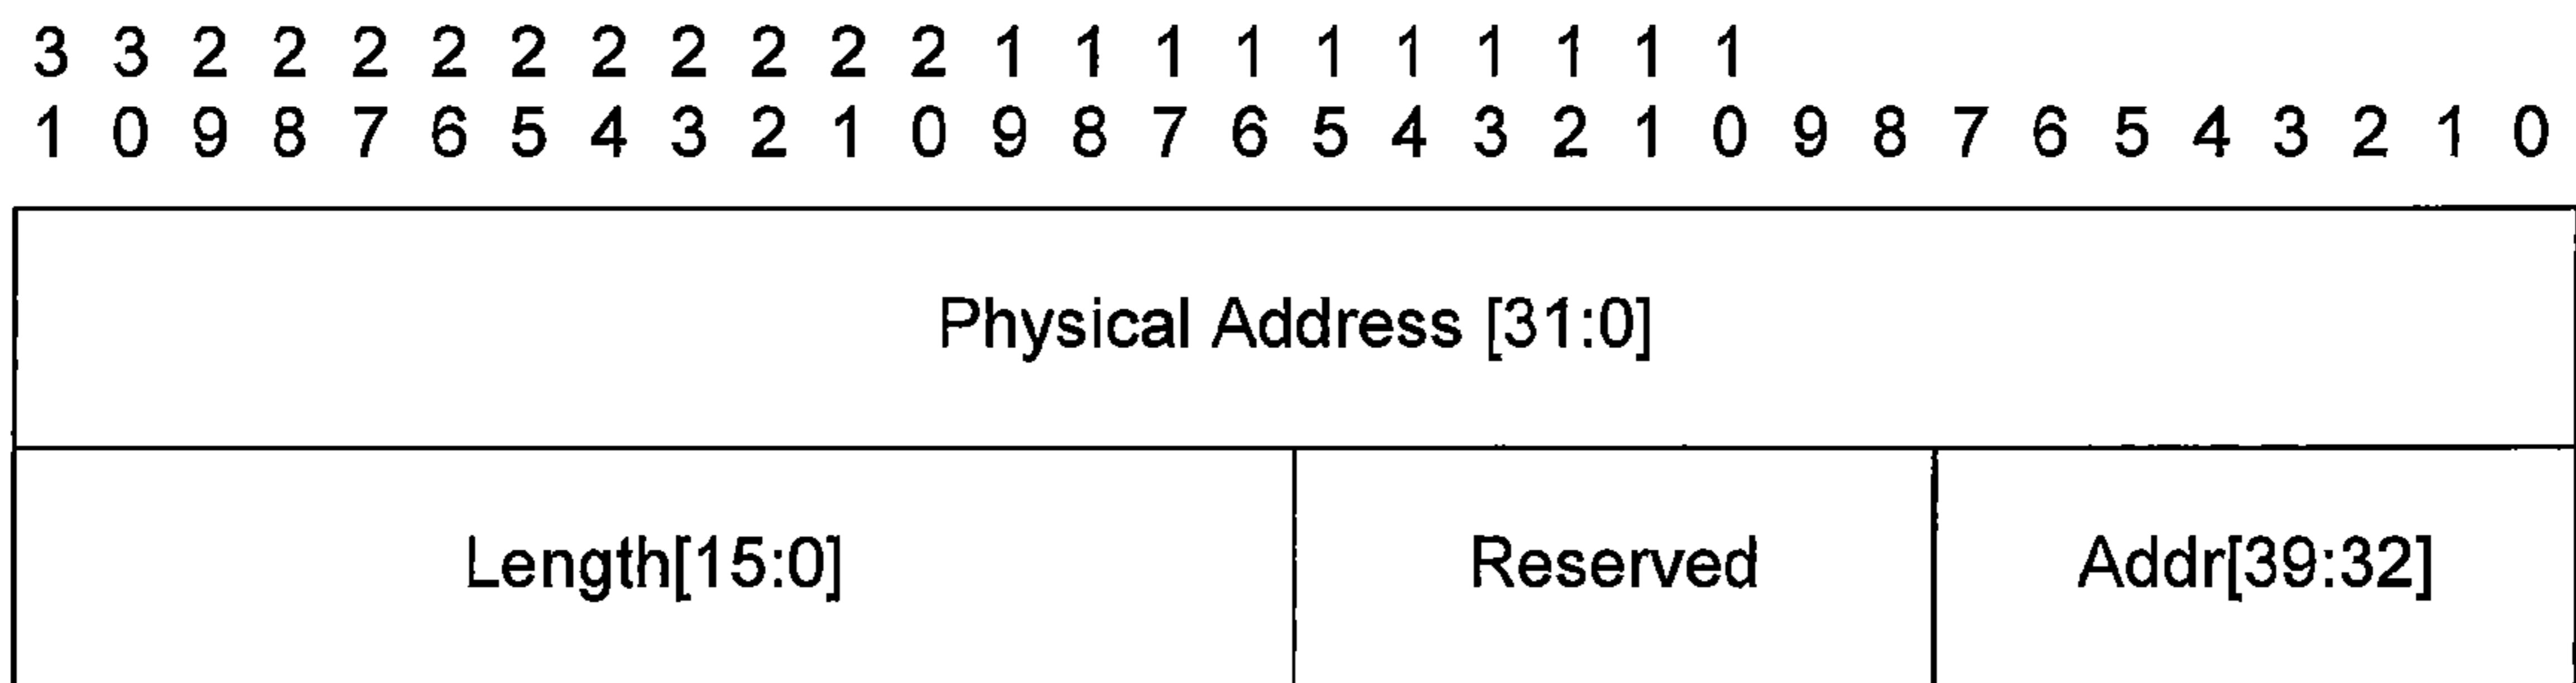 3 3 2 2 2 2 2 2 2 2 2 2 1 1 1 1 1 1 1 1 1 1
1 0 9 8 7 6 5 4 3 2 1 0 9 8 7 6 5 4 3 2 1 0 9 8 7 6 5 4 3 2 1 0
Physical Address [31:0]
Length[15:0] Reserved Addr[39:32]